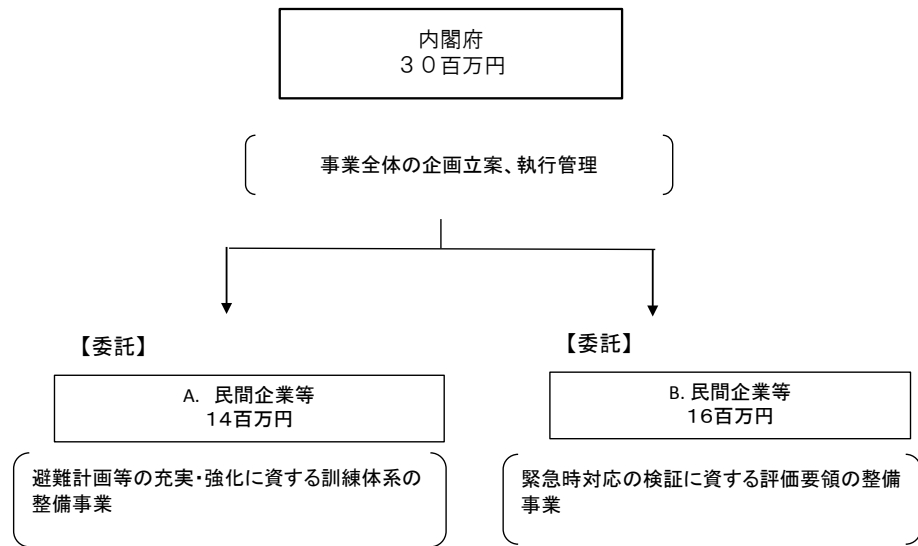 内閣府
３０百万円
事業全体の企画立案、執行管理
【委託】
A. 民間企業等
14百万円
避難計画等の充実・強化に資する訓練体系の
整備事業
【委託】
B. 民間企業等
16百万円
緊急時対応の検証に資する評価要領の整備
事業